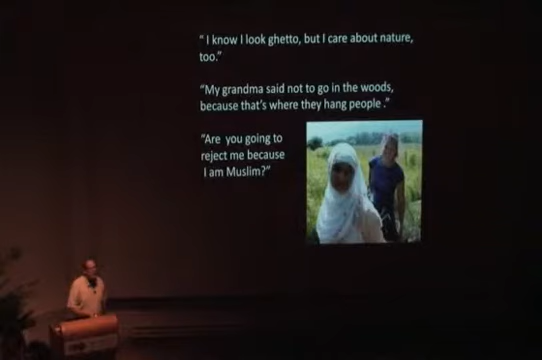 “ I know I look ghetto, but I care about nature,
too.”
“My grandma said not to go in the woods,
because that’s where they hang people .”
“Are you going to
reject me because
I am Muslim?”